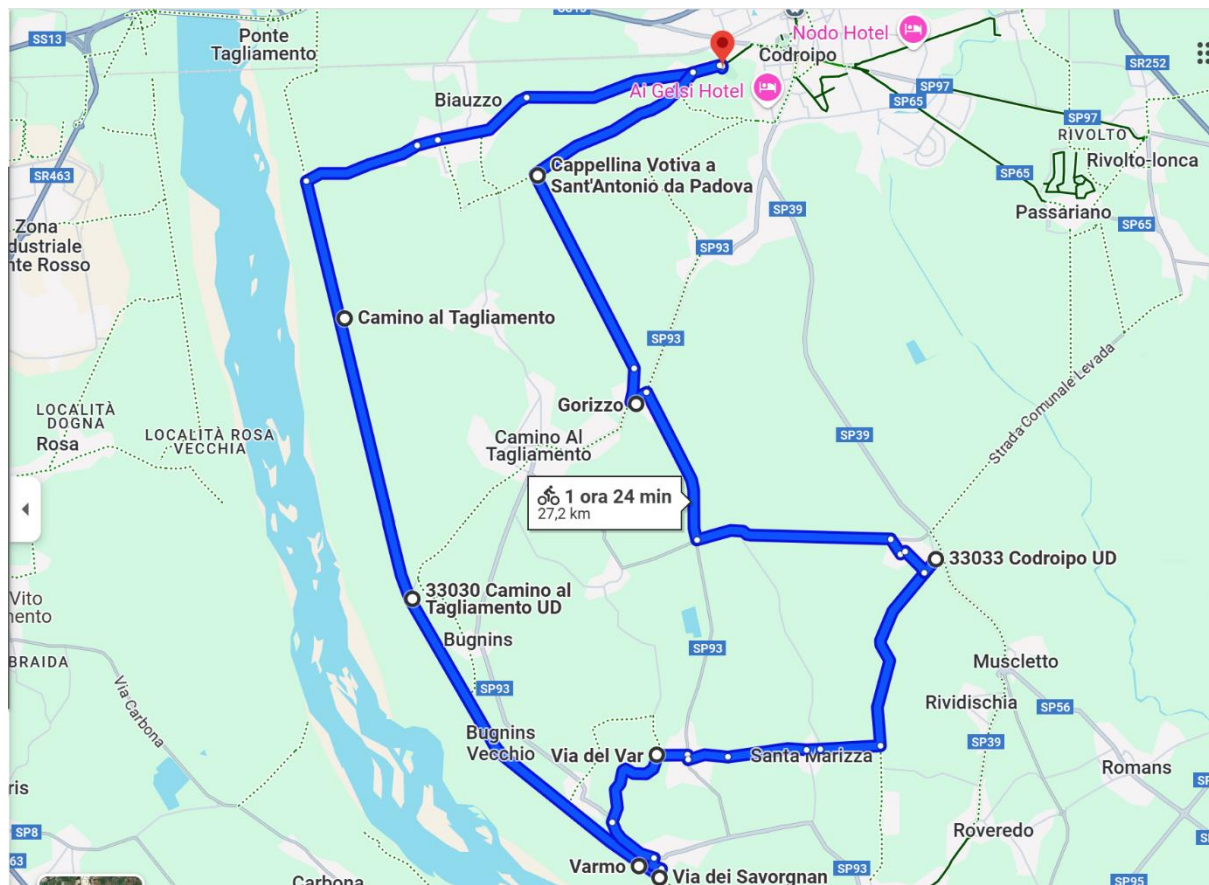 SS13
SS13
Ponte
Tagliamento
Nodo Hotel
Codroipo
SR252
Biauzzo
Ai Gelsi Hotel
SP97
SP65
SP97
RIVOLTO
Rivolto-Ionca
SR463
Cappellina Votiva a
Sant'Antonio da Padova
SP65
Passariano
SP65
SP39
Zona
dustriale
nte Rosso
SP93
Camino al Tagliamento
SP93
Gorizzo
LOCALITÀ
DOGNA
Rosa
LOCALITÀ ROSA
VECCHIA
Camino Al
Tagliamento
SP39
Strada Comunale Levada
1 ora 24 min
27,2 km
33033 Codroipo UD
33030 Camino al
Tagliamento UD
Vito
mento
Bugnins
SP93
BRAIDA
Via Carbona
SP93
Muscletto
Rividischia
SP56
Bugnins
Vecchio
Via del Var
Santa Marizza
SP39
Romans
ris
SP8
Roveredo
63
Varmo
Via dei Savorgnan
SP93
SP95
Carbona